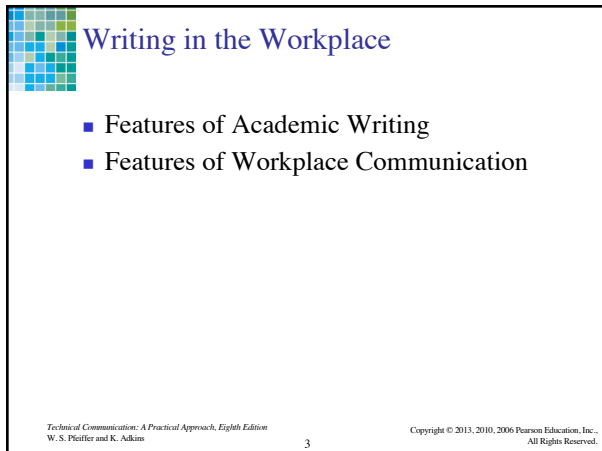 Writing in the Workplace
■ Features of Academic Writing
■ Features of Workplace Communication
Technical Communication: A Practical Approach, Eighth Edition
W. S. Pfeiffer and K. Adkins
3
Copyright © 2013, 2010, 2006 Pearson Education, Inc.,
All Rights Reserved.